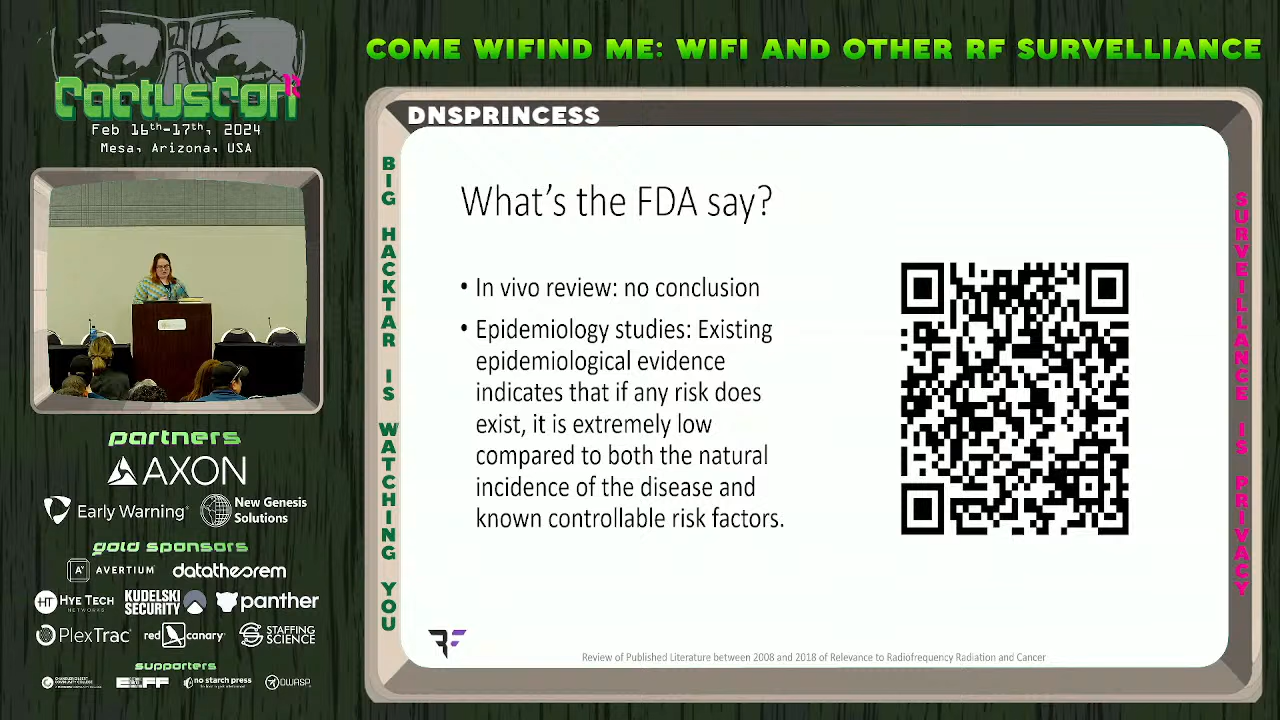 COME WIFIND ME: WIFI AND OTHER RF SURVELLIANCE
CactusCon
Feb 16th-17th, 2024
Mesa, Arizona, USA
DNSPRINCESS
BIG HACKTAR IS WATCHING YOU
What's the FDA say?
• In vivo review: no conclusion
• Epidemiology studies: Existing
epidemiological evidence
indicates that if any risk does
exist, it is extremely low
compared to both the natural
incidence of the disease and
known controllable risk factors.
RF
Review of Published Literature between 2008 and 2018 of Relevance to Radiofrequency Radiation and Cancer
SURVEILLANCE IS PRIVACY
partners
AXON
Early Warning
New Genesis
Solutions
gold sponsors
AVERTIUM
datatheorem
HT HYE TECH
NETWORKS
KUDELSKI
SECURITY
panther
PlexTrac
red canary
STAFFING
SCIENCE
supporters
EFF
no starch press
OWASP